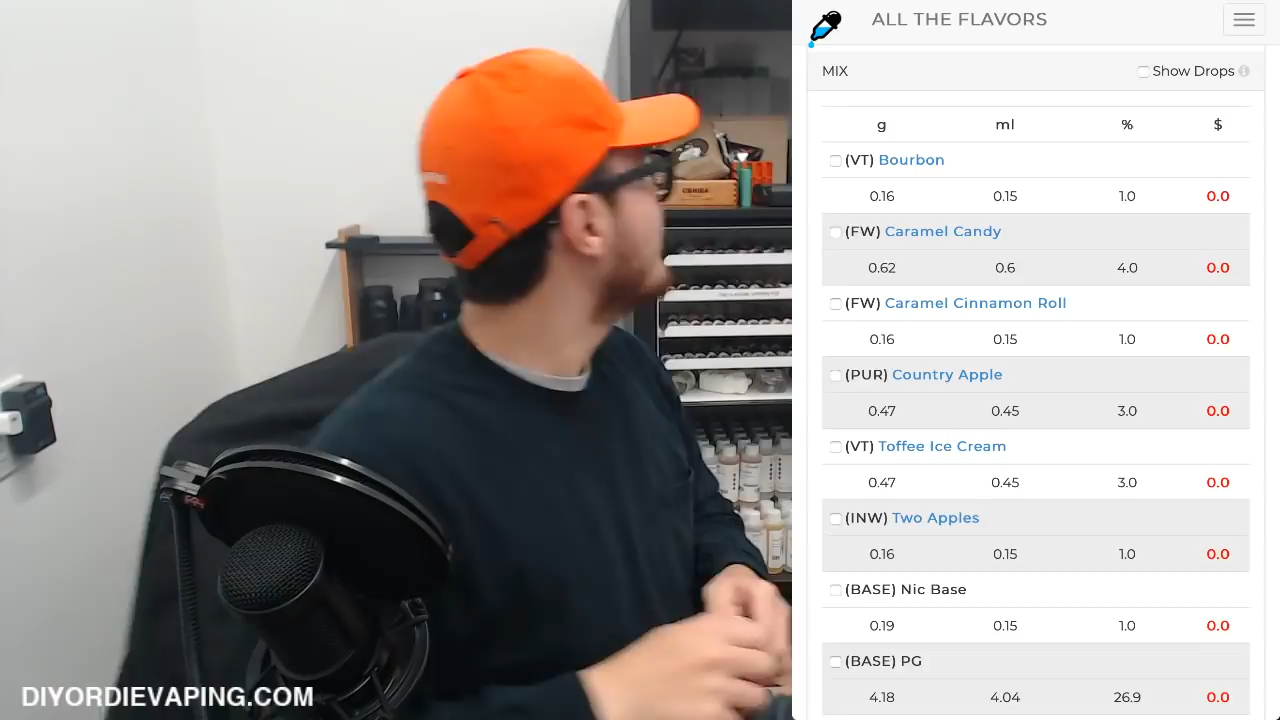 ALL THE FLAVORS
MIX
Show Drops
g ml % $
(VT) Bourbon
0.16 0.15 1.0 0.0
(FW) Caramel Candy
0.62 0.6 4.0 0.0
(FW) Caramel Cinnamon Roll
0.16 0.15 1.0 0.0
(PUR) Country Apple
0.47 0.45 3.0 0.0
(VT) Toffee Ice Cream
0.47 0.45 3.0 0.0
(INW) Two Apples
0.16 0.15 1.0 0.0
(BASE) Nic Base
0.19 0.15 1.0 0.0
(BASE) PG
4.18 4.04 26.9 0.0
DIYORDIEVAPING.COM